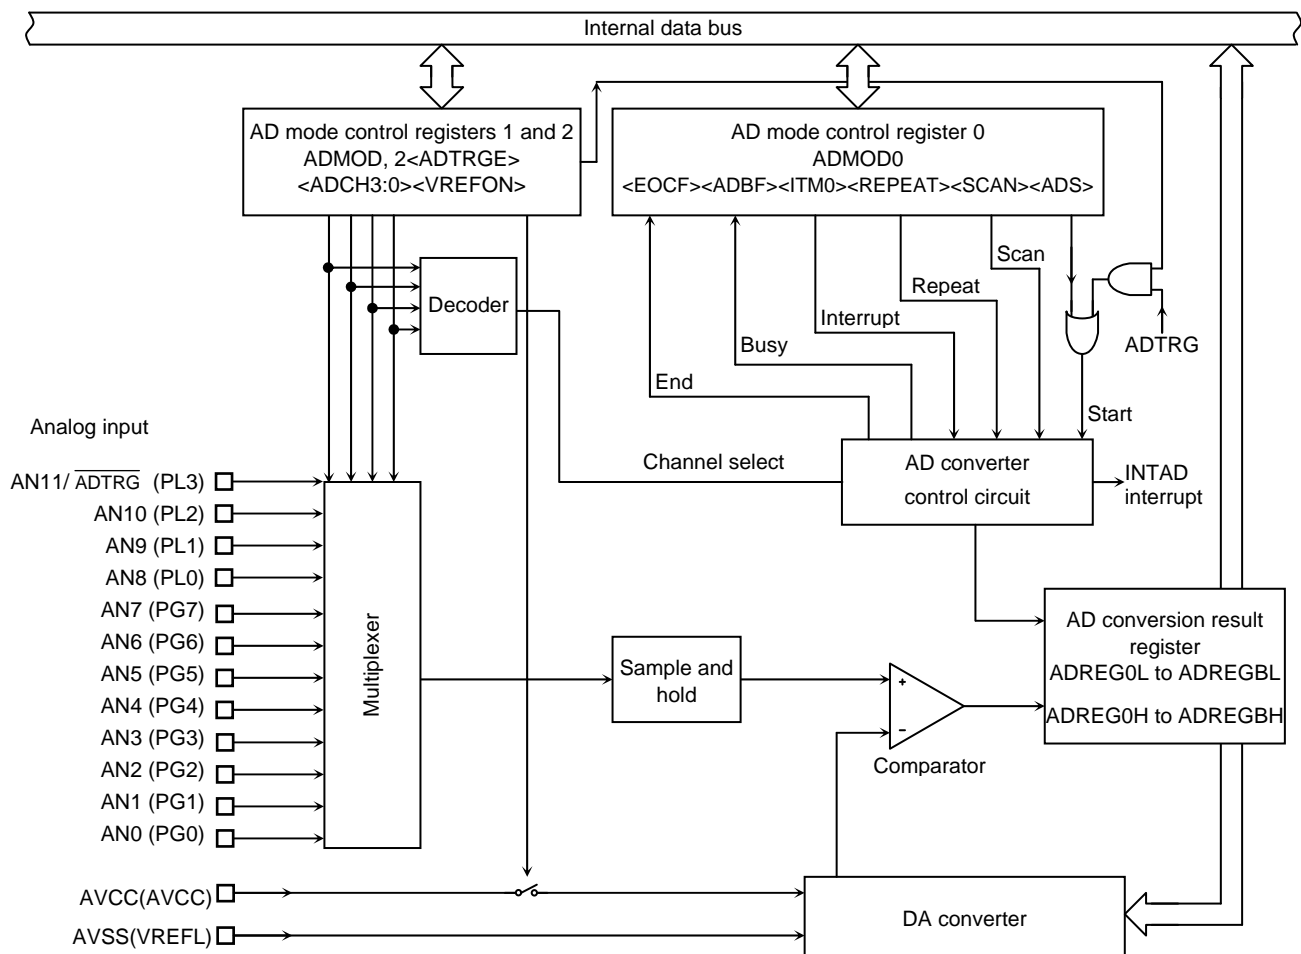 Internal data bus
AD mode control registers 1 and 2
ADMOD, 2<ADTRGE>
<ADCH3:0><VREFON>
AD mode control register 0
ADMOD0
<EOCF><ADBF><ITM0><REPEAT><SCAN><ADS>
Decoder
Scan
Repeat
Interrupt
Busy
End
ADTRG
Start
Analog input
Channel select
AD converter
control circuit
INTAD
interrupt
AN11/ ADTRG (PL3)
AN10 (PL2)
AN9 (PL1)
AN8 (PL0)
AN7 (PG7)
AN6 (PG6)
AN5 (PG5)
AN4 (PG4)
AN3 (PG3)
AN2 (PG2)
AN1 (PG1)
AN0 (PG0)
Multiplexer
Sample and
hold
+
-
Comparator
AD conversion result
register
ADREG0L to ADREGBL
ADREG0H to ADREGBH
AVCC(AVCC)
AVSS(VREFL)
DA converter